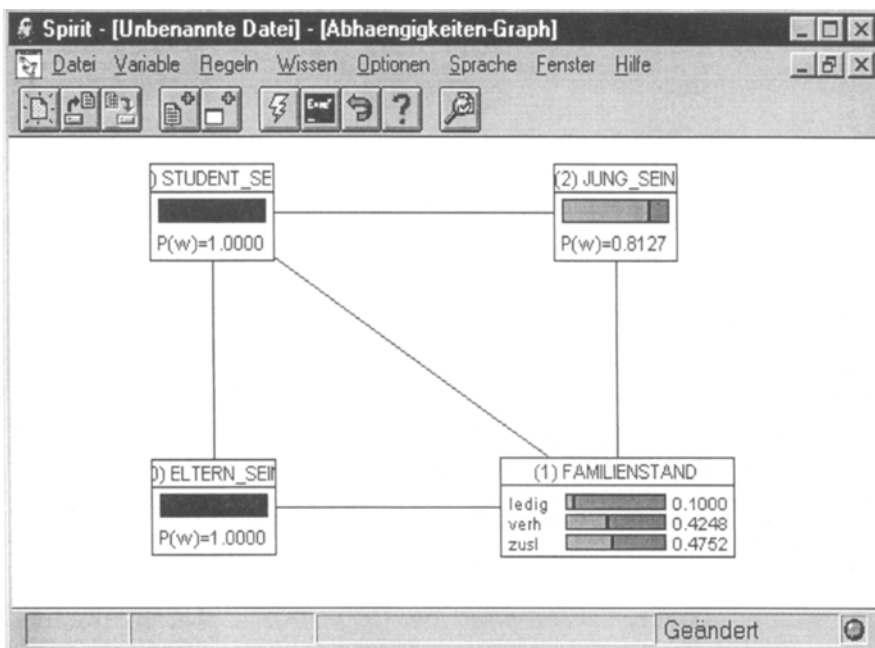 Spirit - [Unbenannte Datei] - [Abhaengigkeiten-Graph]
Datei Variable Regeln Wissen Optionen Sprache Fenster Hilfe
) STUDENT_SE
P(w)=1.0000
(2) JUNG_SEIN
P(w)=0.8127
0) ELTERN_SEI
P(w)=1.0000
(1) FAMILIENSTAND
ledig 0.1000
verh 0.4248
zusl 0.4752
Geändert